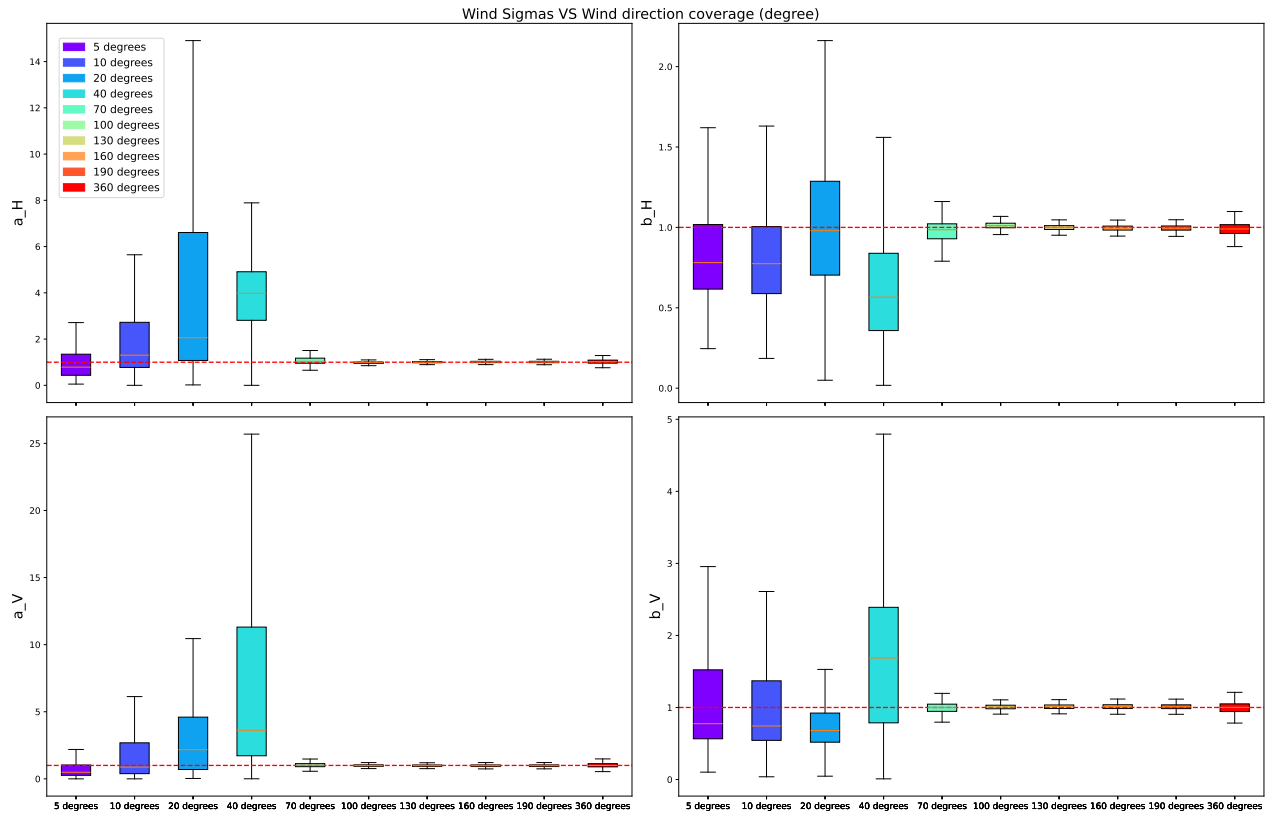 Wind Sigmas VS Wind direction coverage (degree)
a_H
14
12
10
8
6
4
2
0
5 degrees
10 degrees
20 degrees
40 degrees
70 degrees
100 degrees
130 degrees
160 degrees
190 degrees
360 degrees
b_H
2.0
1.5
1.0
0.5
0.0
a_V
25
20
15
10
5
0
5 degrees 10 degrees 20 degrees 40 degrees 70 degrees 100 degrees 130 degrees 160 degrees 190 degrees 360 degrees
b_V
5
4
3
2
1
0
5 degrees 10 degrees 20 degrees 40 degrees 70 degrees 100 degrees 130 degrees 160 degrees 190 degrees 360 degrees